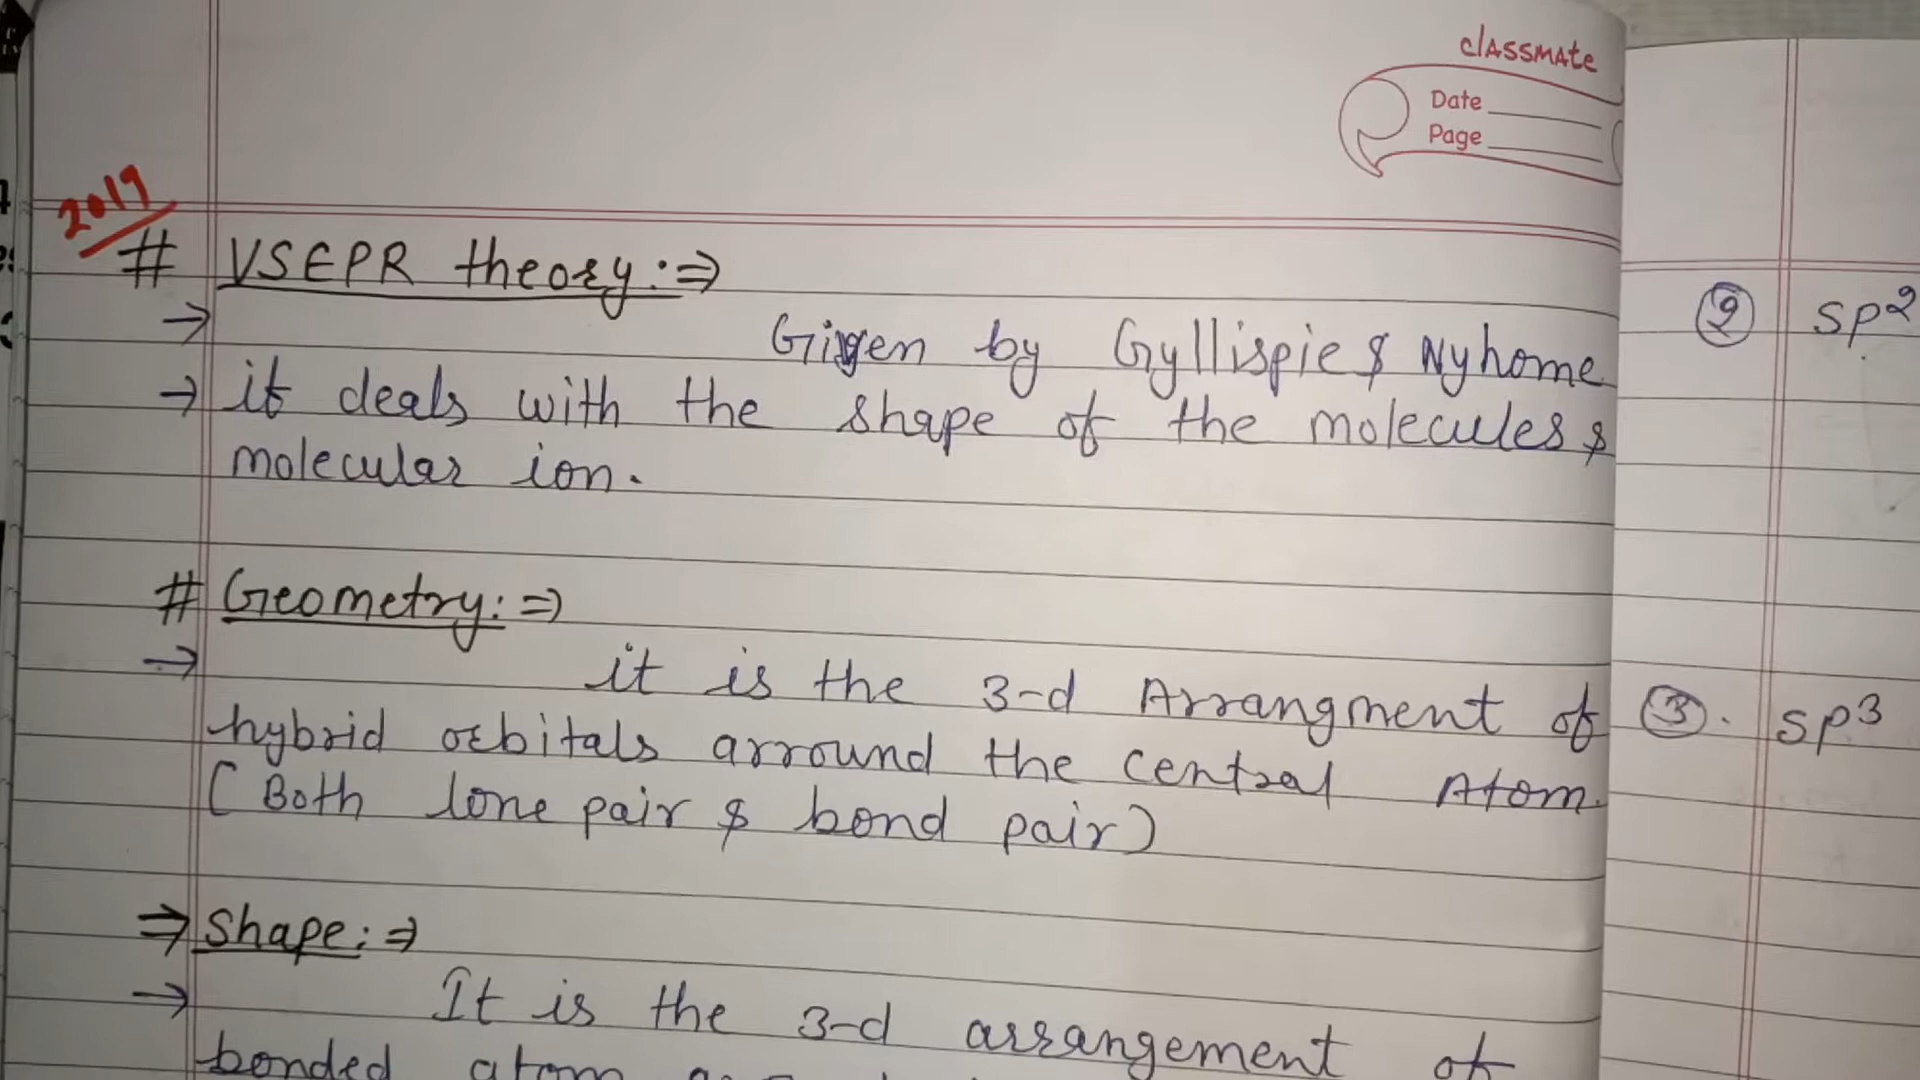 classmate
Date
Page
2019
# VSEPR theory:⇒
→ Given by Gyllispie & Nyhome
→ it deals with the shape of the molecules &
molecular ion.
# Geometry:⇒
→ it is the 3-d Arrangment of
hybrid orbitals arround the central Atom.
(Both lone pair & bond pair)
⇒ Shape:⇒
→ It is the 3-d arrangement of
bonded atom
② sp²
③. sp³